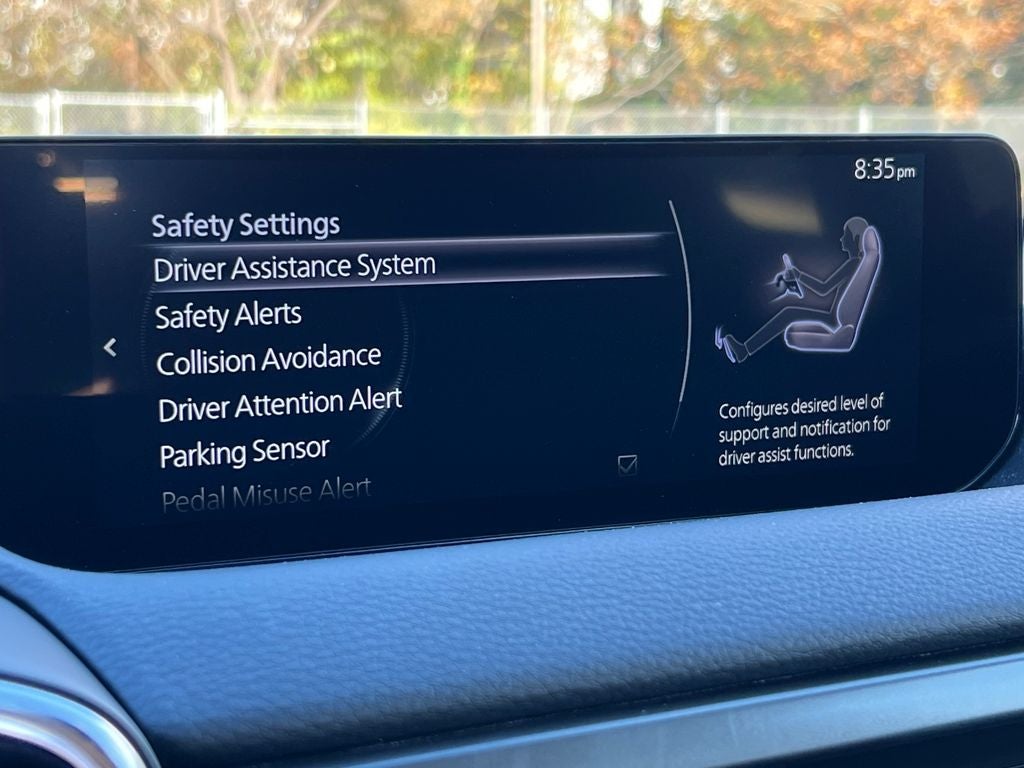 8:35pm
Safety Settings
Driver Assistance System
Safety Alerts
Collision Avoidance
Driver Attention Alert
Parking Sensor
Pedal Misuse Alert
Configures desired level of
support and notification for
driver assist functions.